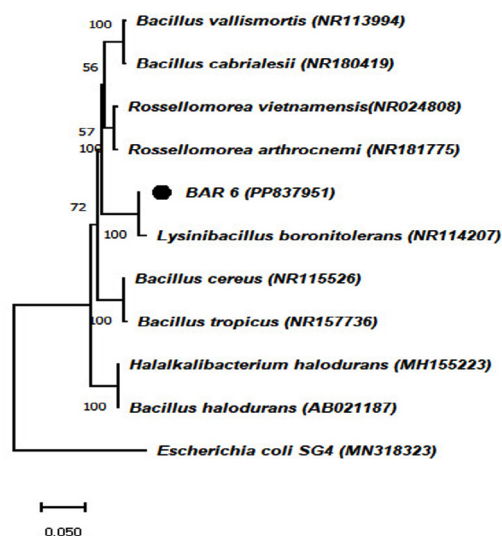 100
Bacillus vallismortis (NR113994)
56
Bacillus cabrialesii (NR180419)
Rossellomorea vietnamensis(NR024808)
57
100
Rossellomorea arthrocnemi (NR181775)
BAR 6 (PP837951)
72
100
Lysinibacillus boronitolerans (NR114207)
Bacillus cereus (NR115526)
100
Bacillus tropicus (NR157736)
Halalkalibacterium halodurans (MH155223)
100
Bacillus halodurans (AB021187)
Escherichia coli SG4 (MN318323)
0.050